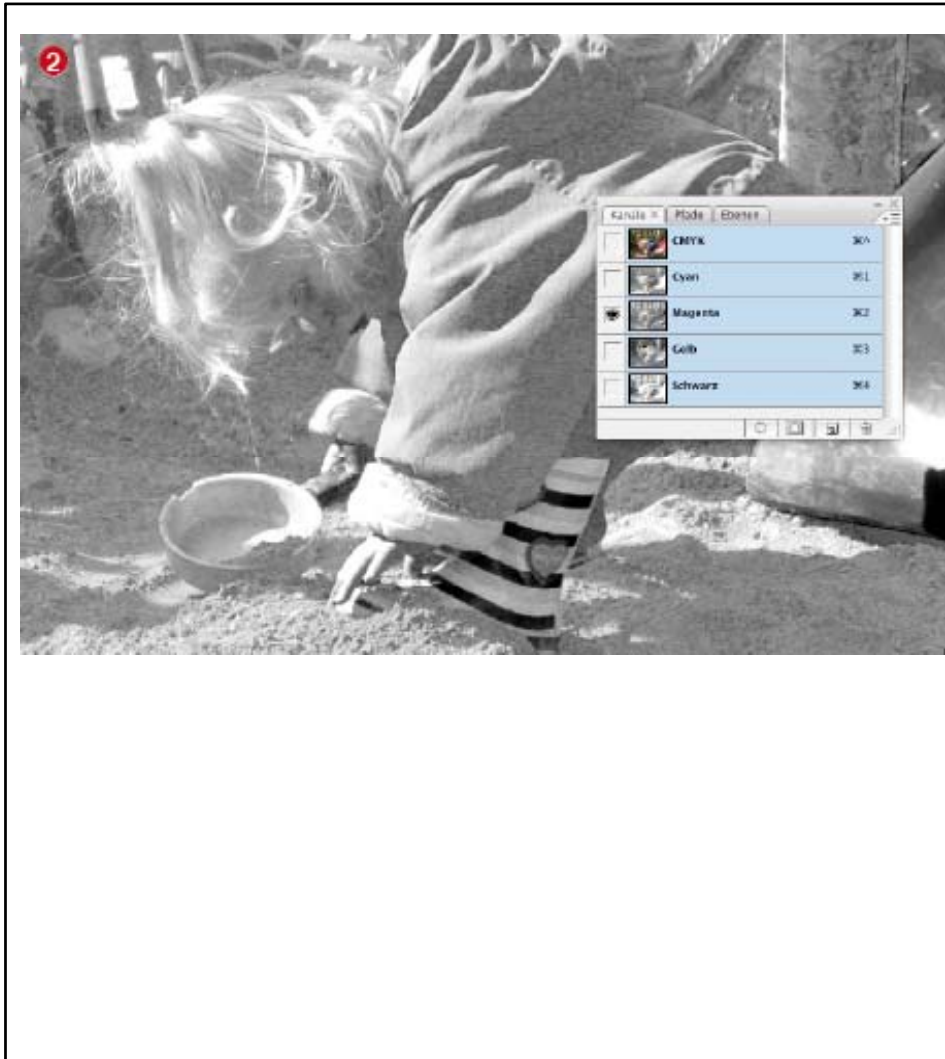 2
Kanäle × Pfade Ebenen
CMYK
Cyan ⌘1
Magenta ⌘2
Gelb ⌘3
Schwarz ⌘4